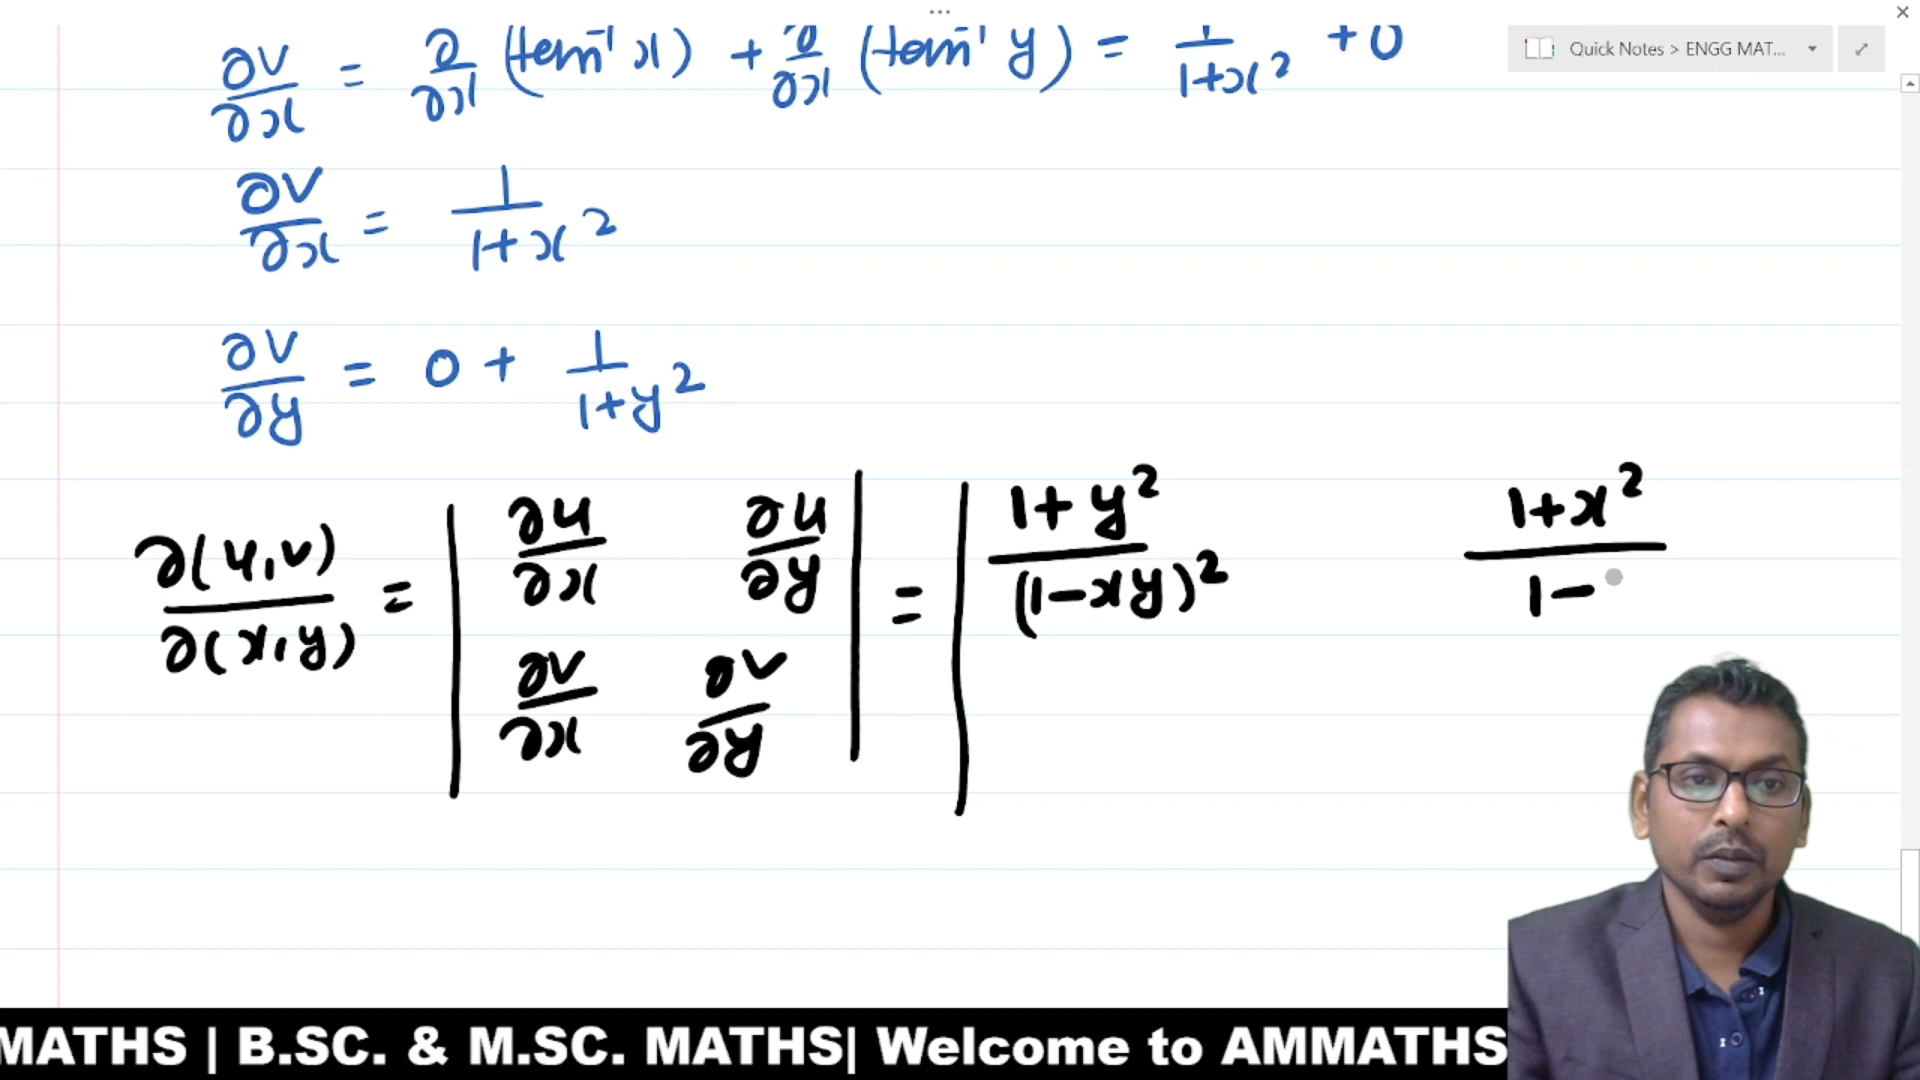 Quick Notes > ENGG MAT...
∂v/∂x = ∂/∂x (tan⁻¹ x) + ∂/∂x (tan⁻¹ y) = 1/1+x² + 0
∂v/∂x = 1/1+x²
∂v/∂y = 0 + 1/1+y²
∂(u,v)/∂(x,y) = | ∂u/∂x ∂u/∂y | = | 1+y²/(1-xy)² 1+x²/1-
∂v/∂x ∂v/∂y
MATHS | B.SC. & M.SC. MATHS| Welcome to AMMATHS